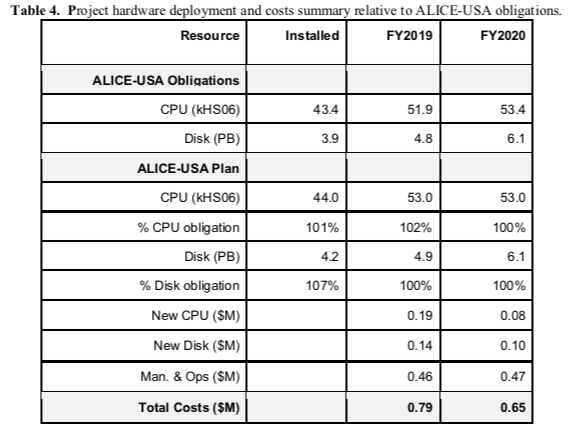 Table 4. Project hardware deployment and costs summary relative to ALICE-USA obligations.
Resource Installed FY2019 FY2020
ALICE-USA Obligations
CPU (kHS06) 43.4 51.9 53.4
Disk (PB) 3.9 4.8 6.1
ALICE-USA Plan
CPU (kHS06) 44.0 53.0 53.0
% CPU obligation 101% 102% 100%
Disk (PB) 4.2 4.9 6.1
% Disk obligation 107% 100% 100%
New CPU ($M) 0.19 0.08
New Disk ($M) 0.14 0.10
Man. & Ops ($M) 0.46 0.47
Total Costs ($M) 0.79 0.65